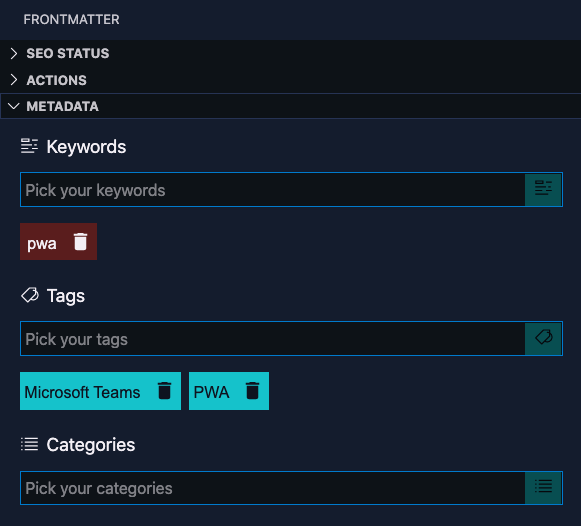 FRONTMATTER
SEO STATUS
ACTIONS
METADATA
Keywords
Pick your keywords
pwa
Tags
Pick your tags
Microsoft Teams PWA
Categories
Pick your categories